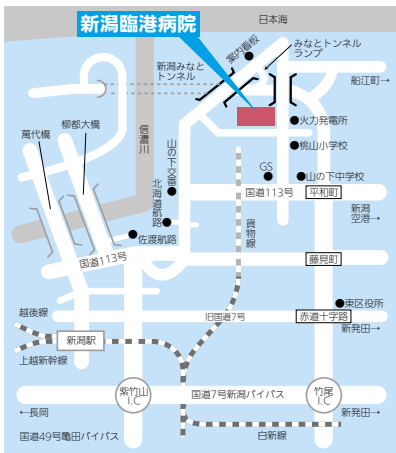 日本海
新潟臨港病院
案内看板
みなとトンネル
ランプ
新潟みなと
トンネル
船江町→
火力発電所
柳都大橋
萬代橋
信濃川
桃山小学校
山の下交番
GS
山の下中学校
北海道航路
国道113号
平和町
新潟
空港→
貨物線
佐渡航路
国道113号
藤見町
東区役所
越後線
旧国道7号
赤道十字路
新発田→
新潟駅
上越新幹線
紫竹山
I.C
国道7号新潟バイパス
竹尾
I.C
←長岡
新発田→
国道49号亀田バイパス
白新線